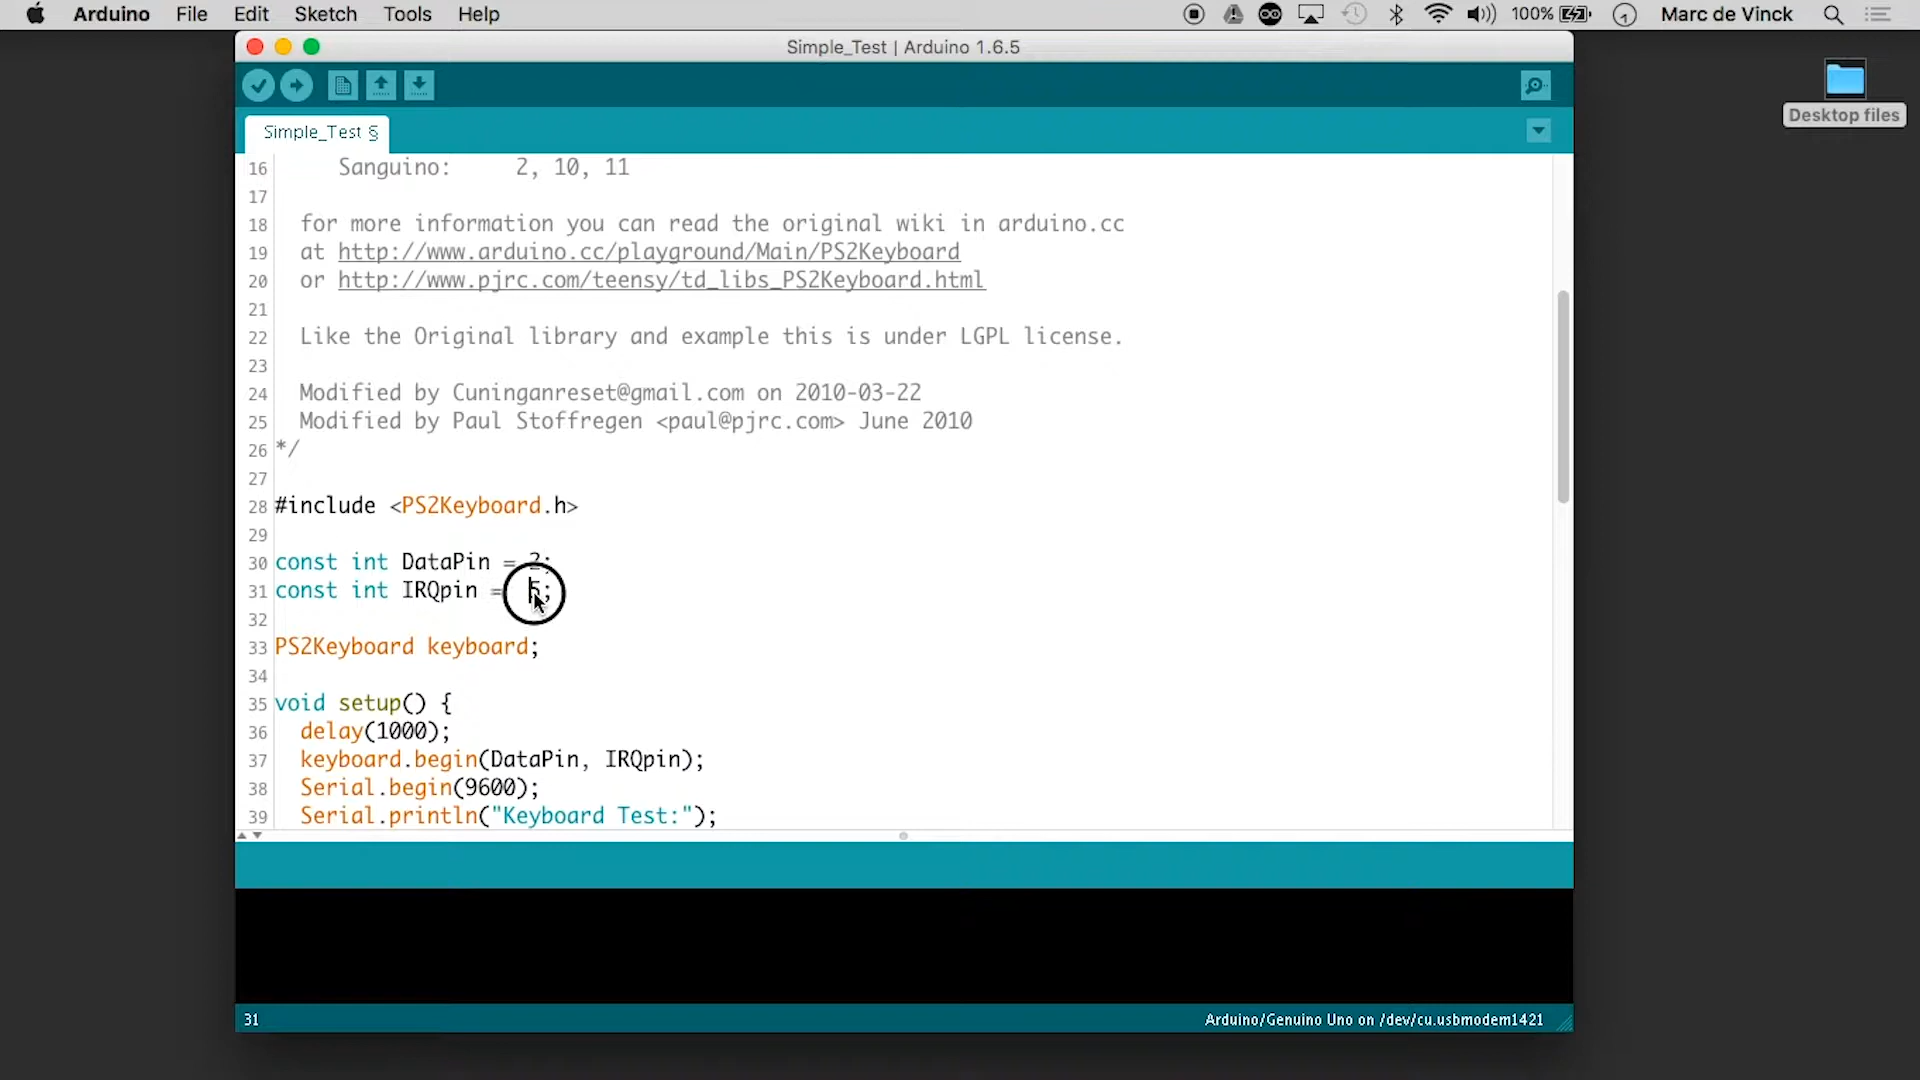 Arduino File Edit Sketch Tools Help 100% Marc de Vinck
Simple_Test | Arduino 1.6.5
Desktop files
Simple_Test §
16 Sanguino: 2, 10, 11
17
18 for more information you can read the original wiki in arduino.cc
19 at http://www.arduino.cc/playground/Main/PS2Keyboard
20 or http://www.pjrc.com/teensy/td_libs_PS2Keyboard.html
21
22 Like the Original library and example this is under LGPL license.
23
24 Modified by Cuninganreset@gmail.com on 2010-03-22
25 Modified by Paul Stoffregen <paul@pjrc.com> June 2010
26 */
27
28 #include <PS2Keyboard.h>
29
30 const int DataPin = 2;
31 const int IRQpin = 5;
32
33 PS2Keyboard keyboard;
34
35 void setup() {
36 delay(1000);
37 keyboard.begin(DataPin, IRQpin);
38 Serial.begin(9600);
39 Serial.println("Keyboard Test:");
31 Arduino/Genuino Uno on /dev/cu.usbmodem1421